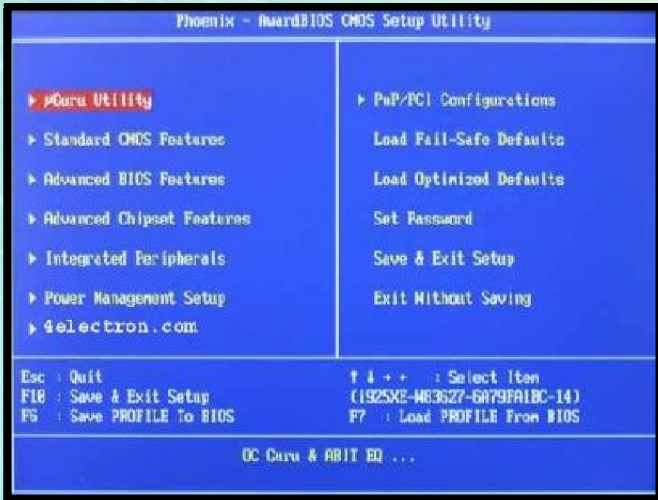 Phoenix - AwardBIOS CMOS Setup Utility
µGuru Utility
Standard CMOS Features
Advanced BIOS Features
Advanced Chipset Features
Integrated Peripherals
Power Management Setup
4electron.com
PnP/PCI Configurations
Load Fail-Safe Defaults
Load Optimized Defaults
Set Password
Save & Exit Setup
Exit Without Saving
Esc : Quit
F10 : Save & Exit Setup
F6 : Save PROFILE To BIOS
↑ ↓ → ← : Select Item
(i925XE-W83627-6A79FA1BC-14)
F7 : Load PROFILE From BIOS
OC Guru & ABIT EQ ...